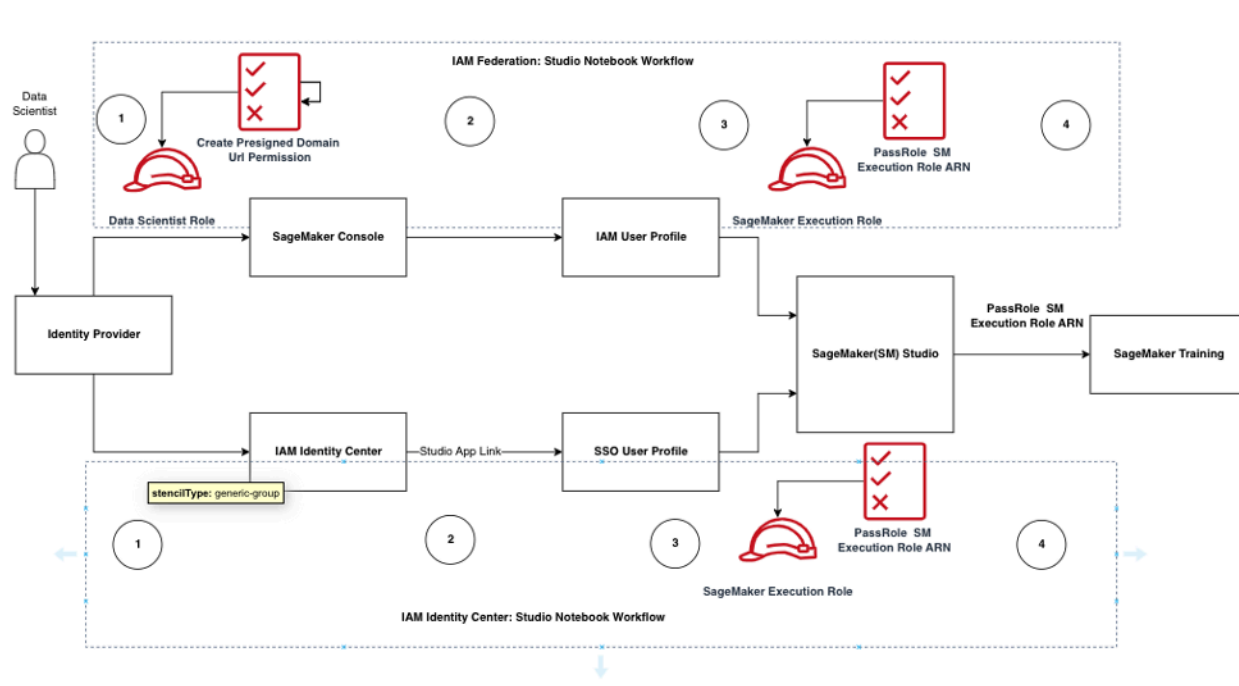 IAM Federation: Studio Notebook Workflow
Data
Scientist
1
2
3
4
Create Presigned Domain
Url Permission
PassRole SM
Execution Role ARN
Data Scientist Role
SageMaker Execution Role
SageMaker Console
IAM User Profile
Identity Provider
SageMaker(SM) Studio
PassRole SM
Execution Role ARN
SageMaker Training
IAM Identity Center
Studio App Link
SSO User Profile
stencilType: generic-group
1
2
3
4
PassRole SM
Execution Role ARN
SageMaker Execution Role
IAM Identity Center: Studio Notebook Workflow